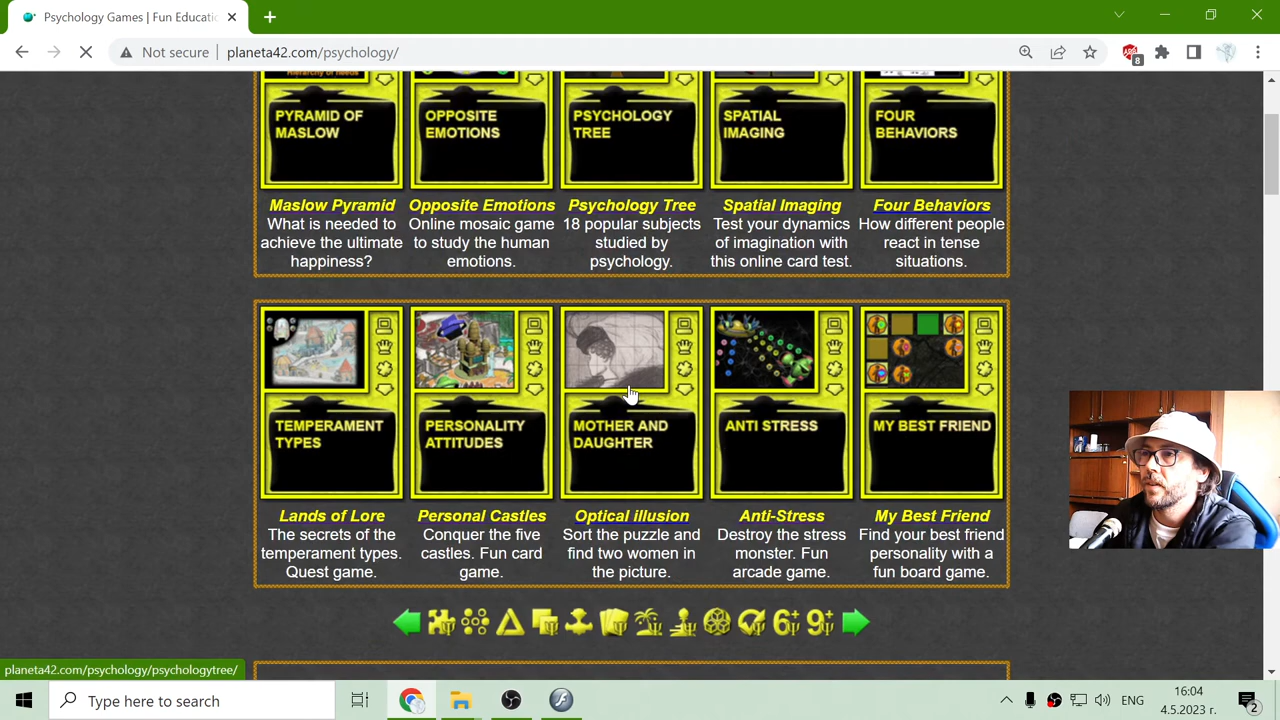 Psychology Games | Fun Educatio
Not secure
planeta42.com/psychology/
8
Hierarchy of needs
PYRAMID OF
MASLOW
OPPOSITE
EMOTIONS
PSYCHOLOGY
TREE
SPATIAL
IMAGING
FOUR
BEHAVIORS
Maslow Pyramid
What is needed to
achieve the ultimate
happiness?
Opposite Emotions
Online mosaic game
to study the human
emotions.
Psychology Tree
18 popular subjects
studied by
psychology.
Spatial Imaging
Test your dynamics
of imagination with
this online card test.
Four Behaviors
How different people
react in tense
situations.
TEMPERAMENT
TYPES
PERSONALITY
ATTITUDES
MOTHER AND
DAUGHTER
ANTI STRESS
MY BEST FRIEND
Lands of Lore
The secrets of the
temperament types.
Quest game.
Personal Castles
Conquer the five
castles. Fun card
game.
Optical illusion
Sort the puzzle and
find two women in
the picture.
Anti-Stress
Destroy the stress
monster. Fun
arcade game.
My Best Friend
Find your best friend
personality with a
fun board game.
6+ 9+
planeta42.com/psychology/psychologytree/
Type here to search
ENG
16:04
4.5.2023 г.
2